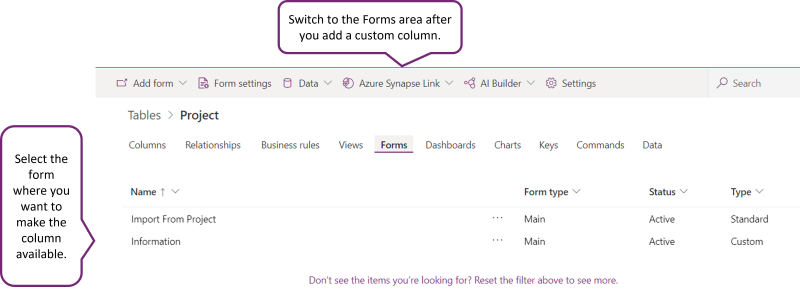 Switch to the Forms area after
you add a custom column.
Add form
Form settings
Data
Azure Synapse Link
AI Builder
Settings
Search
Tables > Project
Columns
Relationships
Business rules
Views
Forms
Dashboards
Charts
Keys
Commands
Data
Select the
form
where you
want to
make the
column
available.
Name ↑
Form type
Status
Type
Import From Project
···
Main
Active
Standard
Information
···
Main
Active
Custom
Don't see the items you're looking for? Reset the filter above to see more.